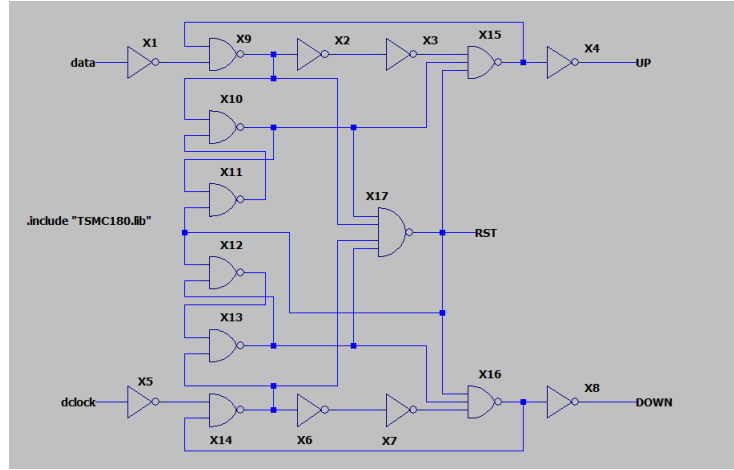 X1
X9
X2
X3
X15
X4
data
UP
X10
X11
X17
.include "TSMC180.lib"
RST
X12
X13
X5
X16
X8
dclock
DOWN
X14
X6
X7